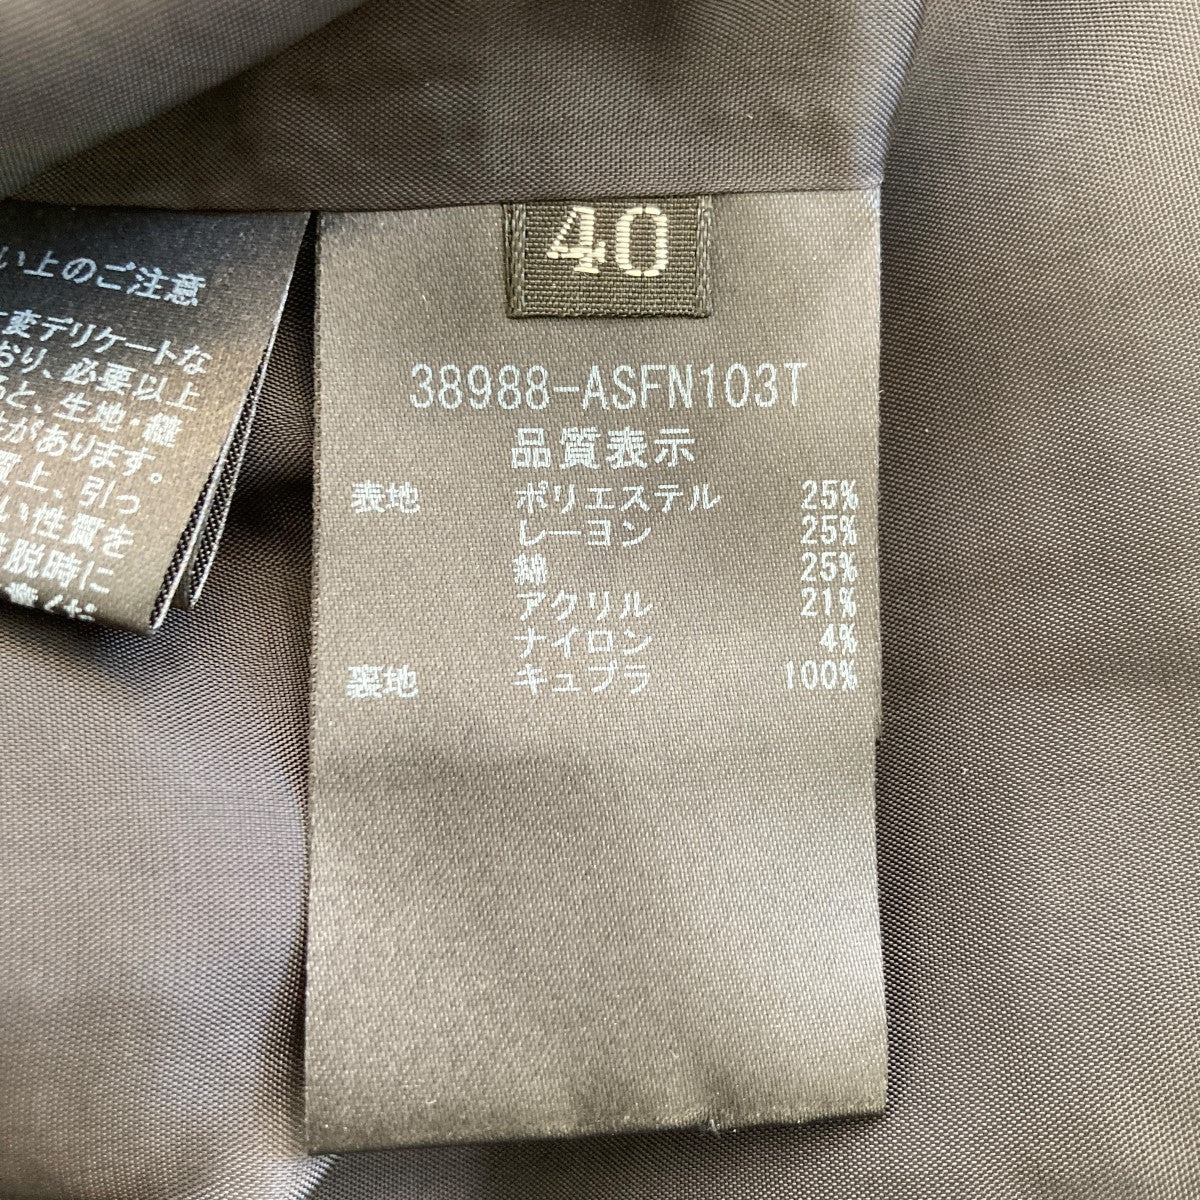 40
38988-ASFN103T
品質表示
表地 ポリエステル 25%
レーヨン 25%
綿 25%
アクリル 21%
ナイロン 4%
裏地 キュプラ 100%
い上のご注意
変デリケートな
おり、必要以上
ると、生地・縫
があります。
質上、引っ
い性質を
脱時に